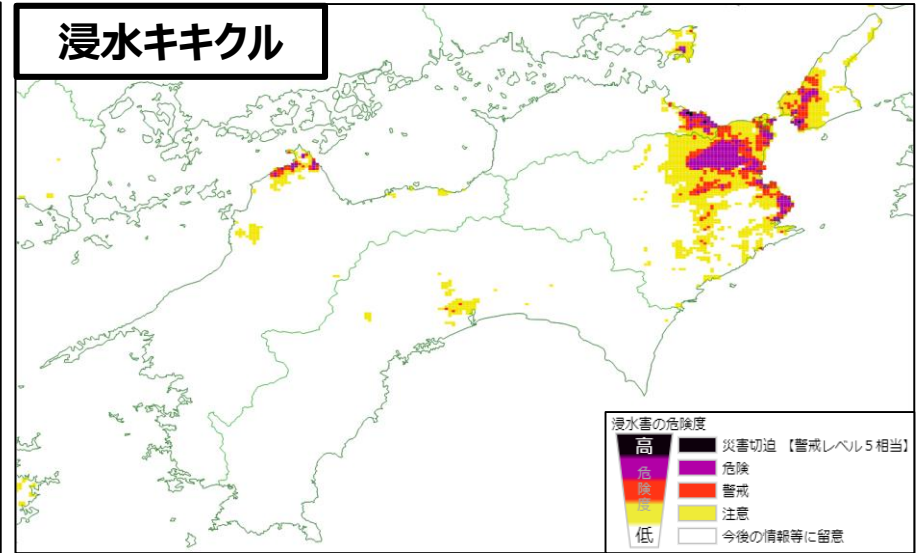 浸水キキクル
浸水害の危険度
高
危険度
低
災害切迫 【警戒レベル5相当】
危険
警戒
注意
今後の情報等に留意